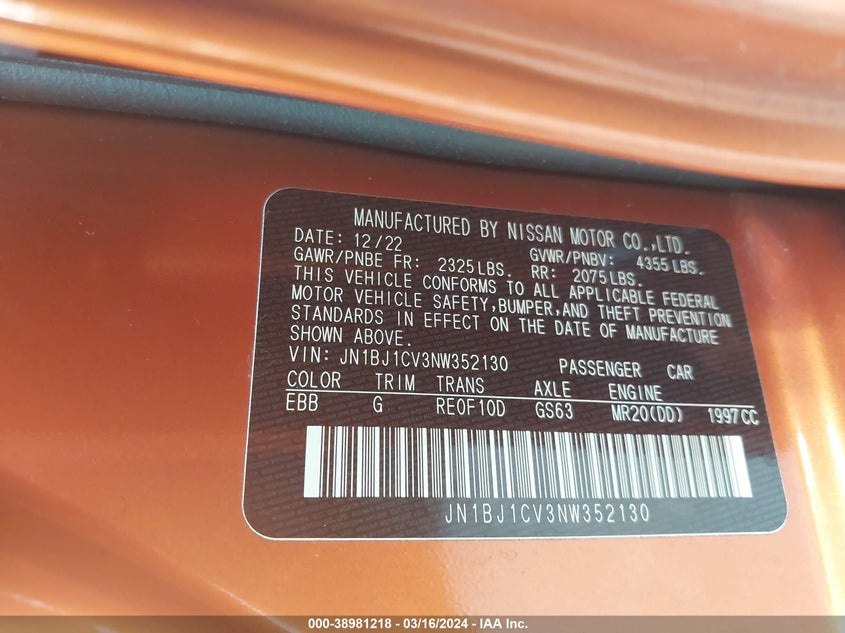 MANUFACTURED BY NISSAN MOTOR CO.,LTD.
DATE: 12/22 GVWR/PNBV: 4355 LBS.
GAWR/PNBE FR: 2325 LBS. RR: 2075 LBS.
THIS VEHICLE CONFORMS TO ALL APPLICABLE FEDERAL
MOTOR VEHICLE SAFETY,BUMPER,AND THEFT PREVENTION
STANDARDS IN EFFECT ON THE DATE OF MANUFACTURE
SHOWN ABOVE.
VIN: JN1BJ1CV3NW352130 PASSENGER CAR
COLOR TRIM TRANS AXLE ENGINE
EBB G RE0F10D GS63 MR20(DD) 1997CC
JN1BJ1CV3NW352130
000-38981218 - 03/16/2024 - IAA Inc.